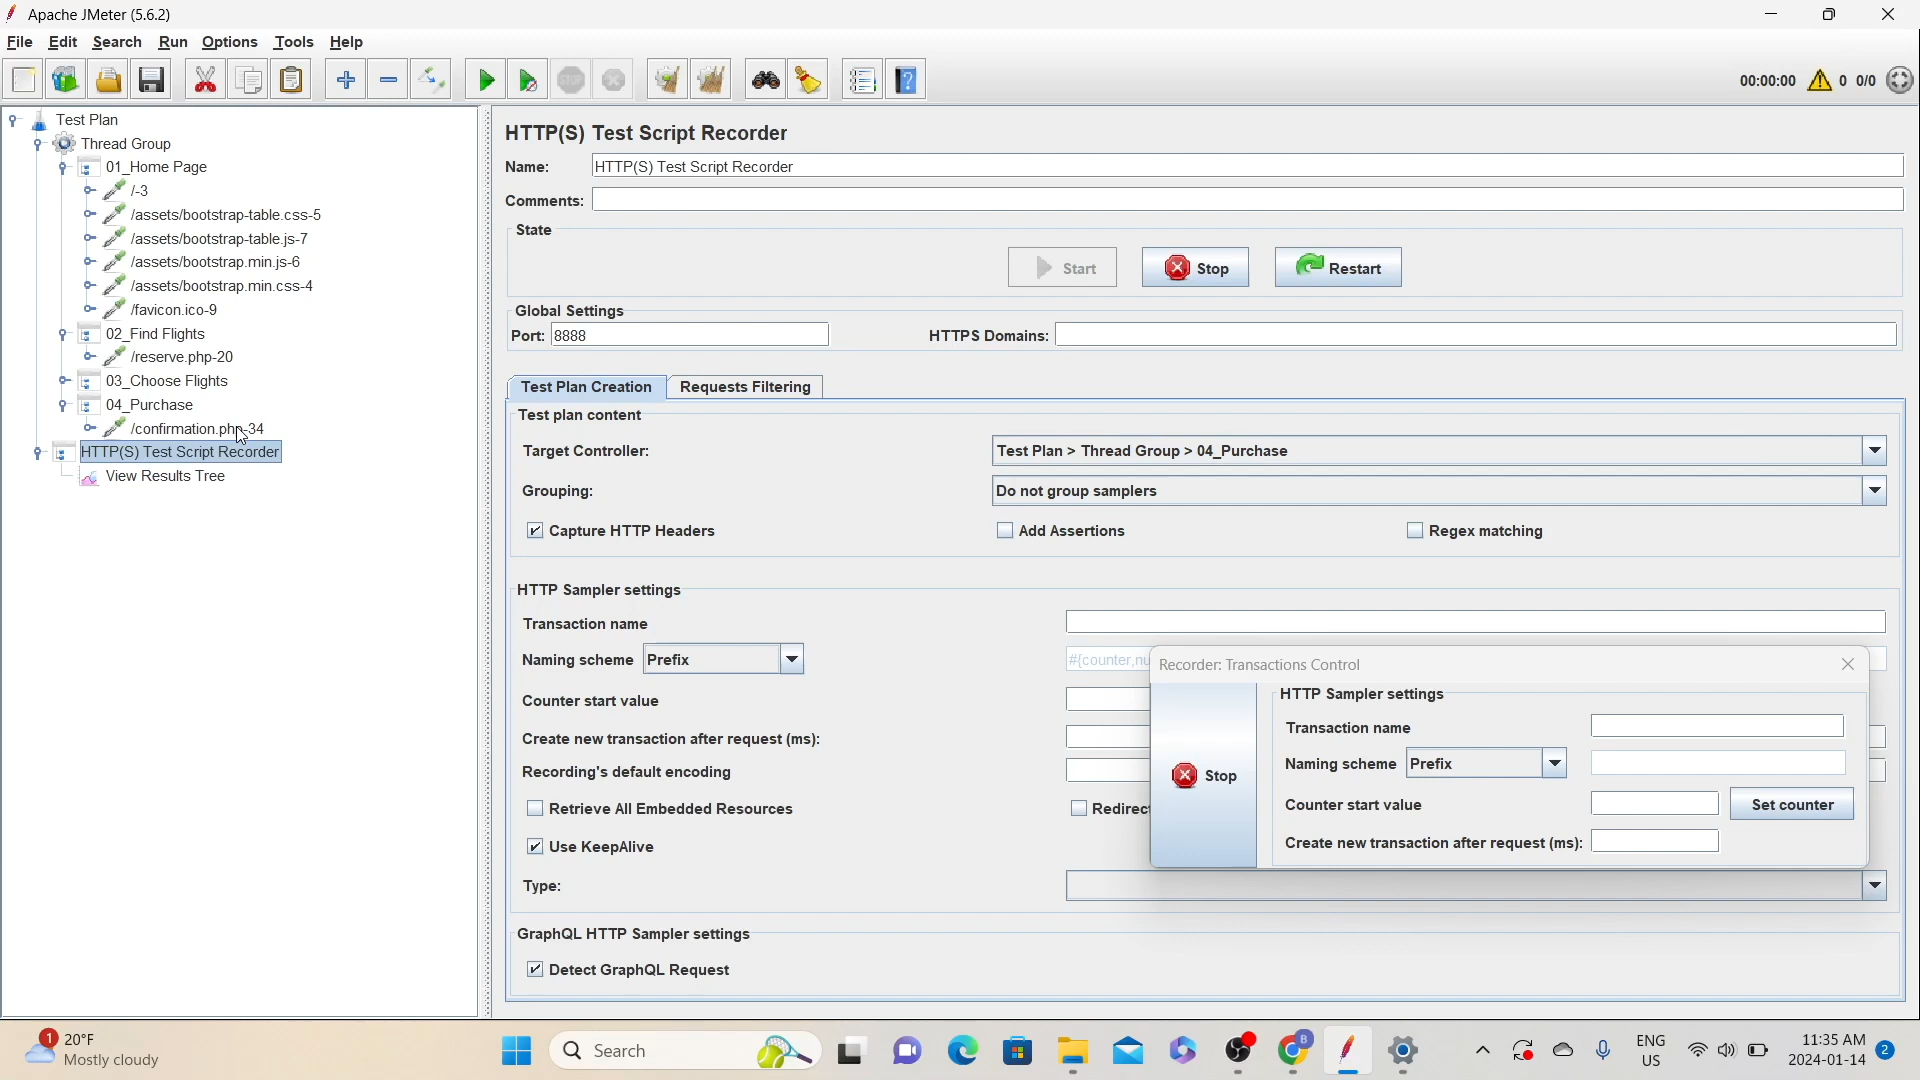 Apache JMeter (5.6.2)
File Edit Search Run Options Tools Help
STOP
00:00:00 0 0/0
Test Plan
Thread Group
01_Home Page
/-3
/assets/bootstrap-table.css-5
/assets/bootstrap-table.js-7
/assets/bootstrap.min.js-6
/assets/bootstrap.min.css-4
/favicon.ico-9
02_Find Flights
/reserve.php-20
03_Choose Flights
04_Purchase
/confirmation.php-34
HTTP(S) Test Script Recorder
View Results Tree
HTTP(S) Test Script Recorder
Name: HTTP(S) Test Script Recorder
Comments:
State
Start Stop Restart
Global Settings
Port: 8888 HTTPS Domains:
Test Plan Creation Requests Filtering
Test plan content
Target Controller: Test Plan > Thread Group > 04_Purchase
Grouping: Do not group samplers
Capture HTTP Headers Add Assertions Regex matching
HTTP Sampler settings
Transaction name
Naming scheme Prefix #{counter,nu
Counter start value
Create new transaction after request (ms):
Recording's default encoding
Retrieve All Embedded Resources Redirect
Use KeepAlive
Type:
GraphQL HTTP Sampler settings
Detect GraphQL Request
Recorder: Transactions Control
HTTP Sampler settings
Transaction name
Naming scheme Prefix
Stop
Counter start value Set counter
Create new transaction after request (ms):
1 20°F
Mostly cloudy
Search
B
ENG
US
11:35 AM
2024-01-14
2